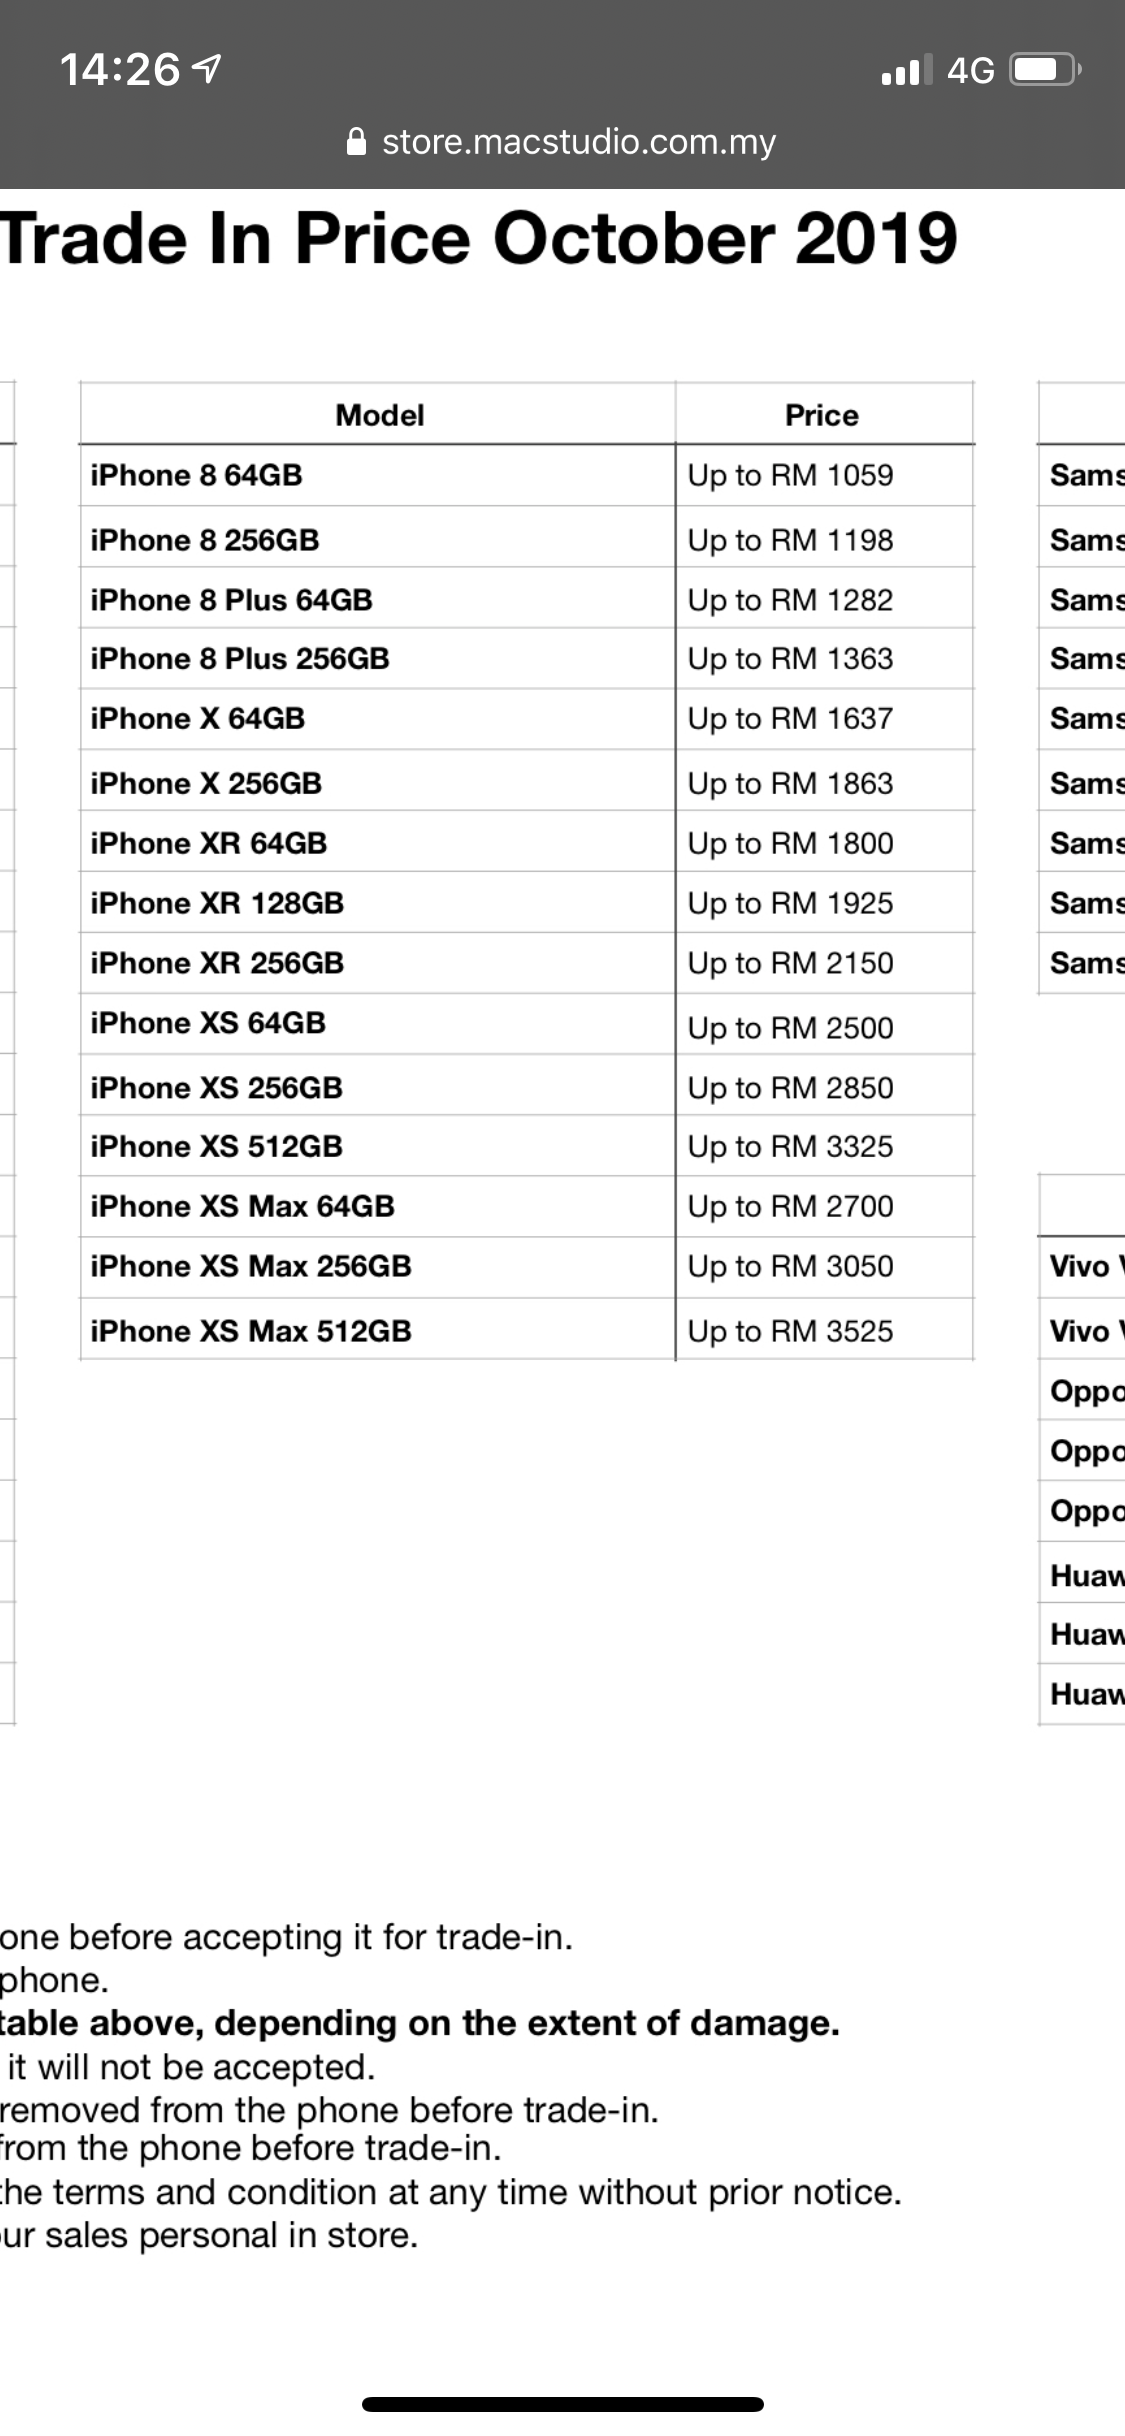 14:26
4G
store.macstudio.com.my
Trade In Price October 2019
Model Price
iPhone 8 64GB Up to RM 1059
iPhone 8 256GB Up to RM 1198
iPhone 8 Plus 64GB Up to RM 1282
iPhone 8 Plus 256GB Up to RM 1363
iPhone X 64GB Up to RM 1637
iPhone X 256GB Up to RM 1863
iPhone XR 64GB Up to RM 1800
iPhone XR 128GB Up to RM 1925
iPhone XR 256GB Up to RM 2150
iPhone XS 64GB Up to RM 2500
iPhone XS 256GB Up to RM 2850
iPhone XS 512GB Up to RM 3325
iPhone XS Max 64GB Up to RM 2700
iPhone XS Max 256GB Up to RM 3050
iPhone XS Max 512GB Up to RM 3525
Sams
Sams
Sams
Sams
Sams
Sams
Sams
Sams
Sams
Vivo
Vivo
Oppo
Oppo
Oppo
Huaw
Huaw
Huaw
one before accepting it for trade-in.
phone.
table above, depending on the extent of damage.
it will not be accepted.
removed from the phone before trade-in.
from the phone before trade-in.
the terms and condition at any time without prior notice.
ur sales personal in store.